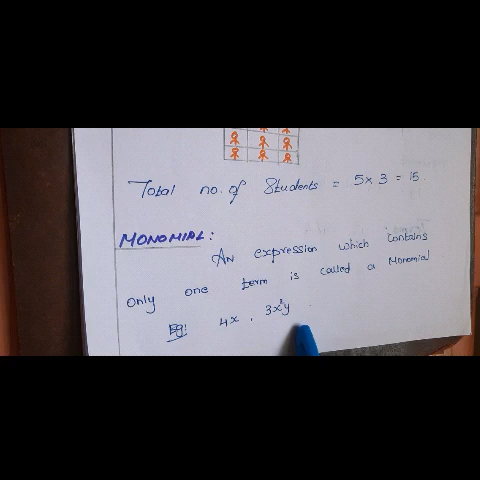 Total no. of Students = 5 x 3 = 15.
MONOMIAL:
An expression which contains
only one term is called a Monomial
Eg: 4x, 3x²y